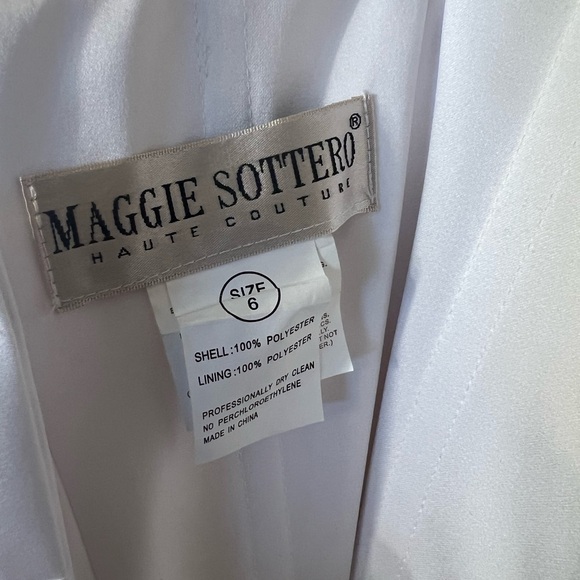 MAGGIE SOTTERO®
HAUTE COUTURE
SIZE
6
SHELL:100% POLYESTER
LINING:100% POLYESTER
PROFESSIONALLY DRY CLEAN
NO PERCHLOROETHYLENE
MADE IN CHINA